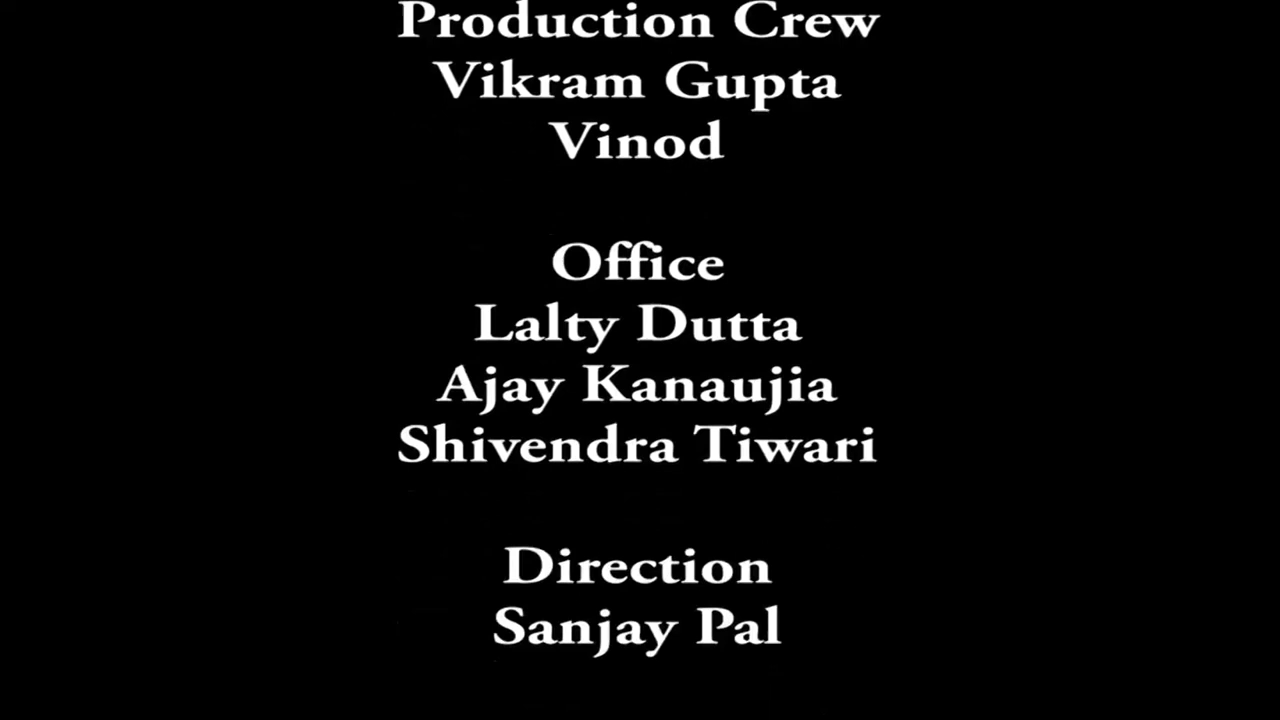 Production Crew
Vikram Gupta
Vinod
Office
Lalty Dutta
Ajay Kanaujia
Shivendra Tiwari
Direction
Sanjay Pal